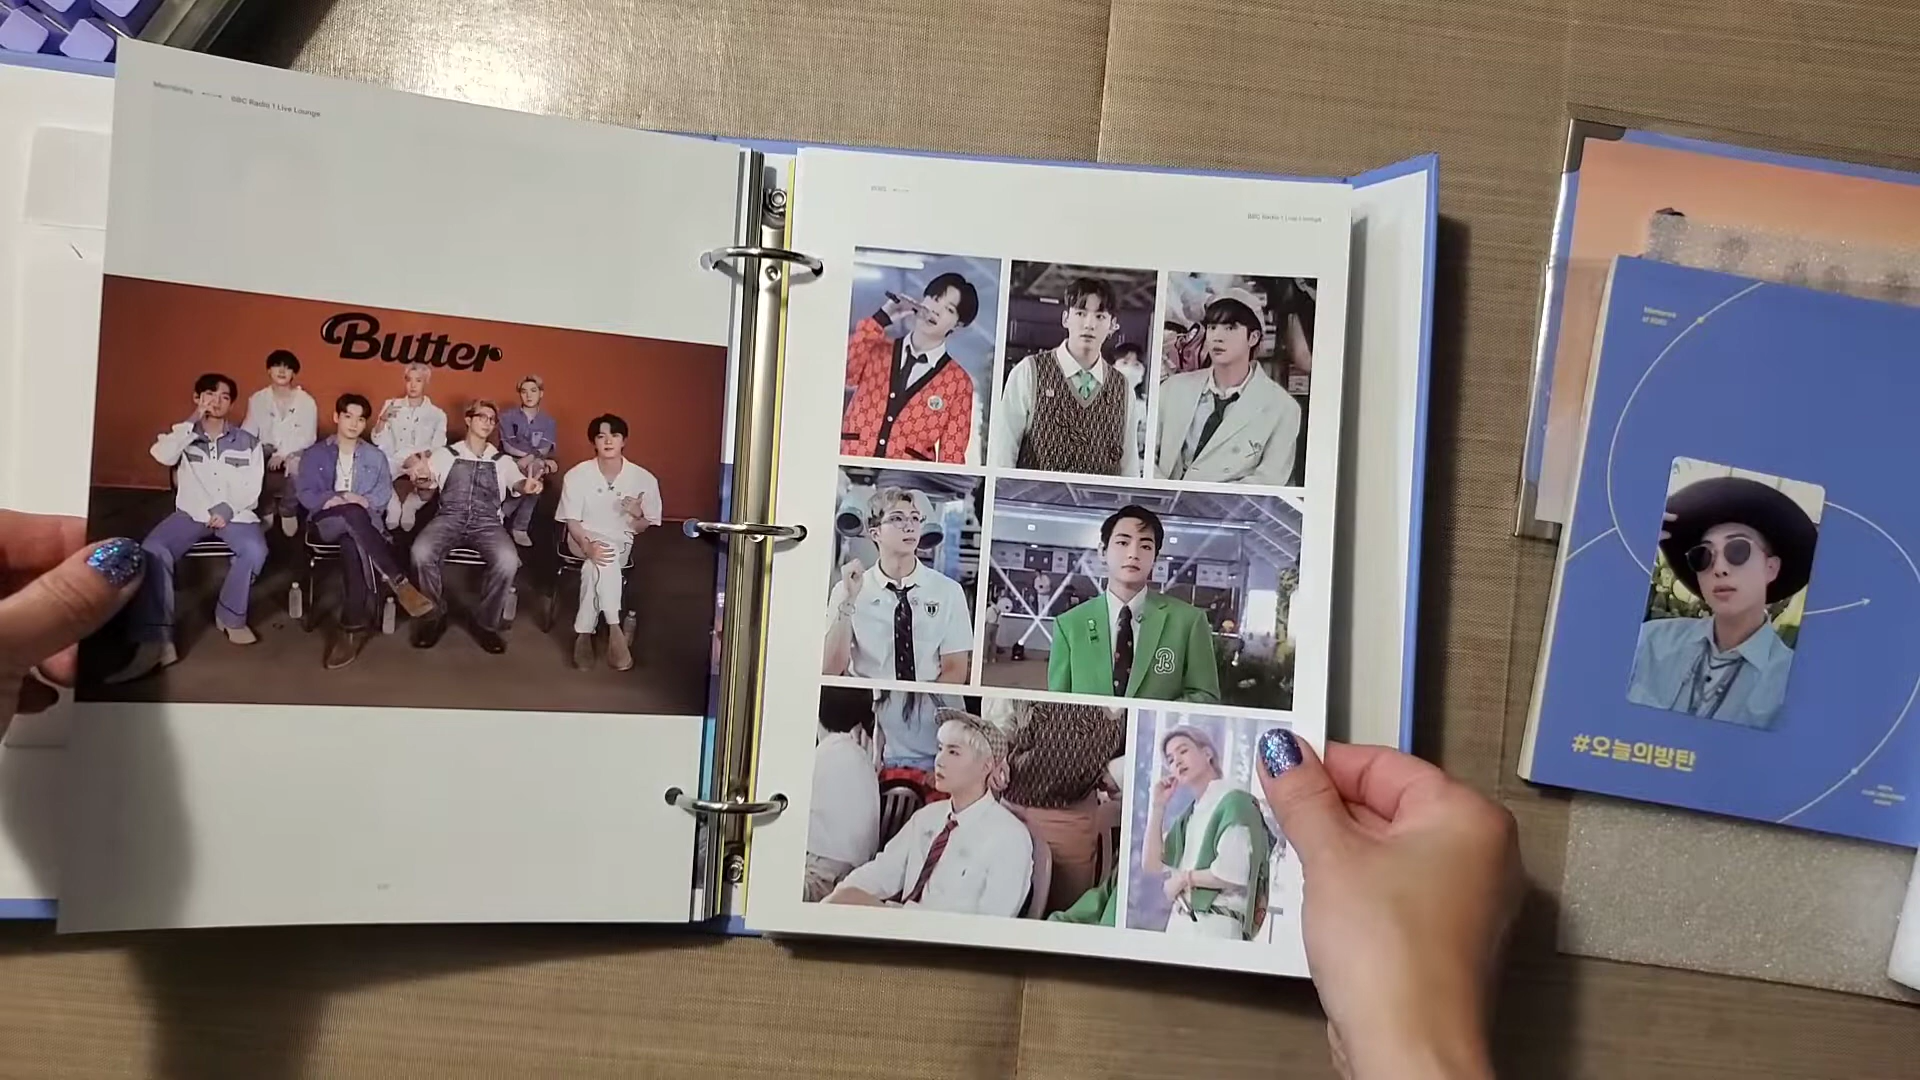 Memories BBC Radio 1 Live Lounge
Butter
BBC Radio 1 Live Lounge
Memories
of 2021
#오늘의방탄